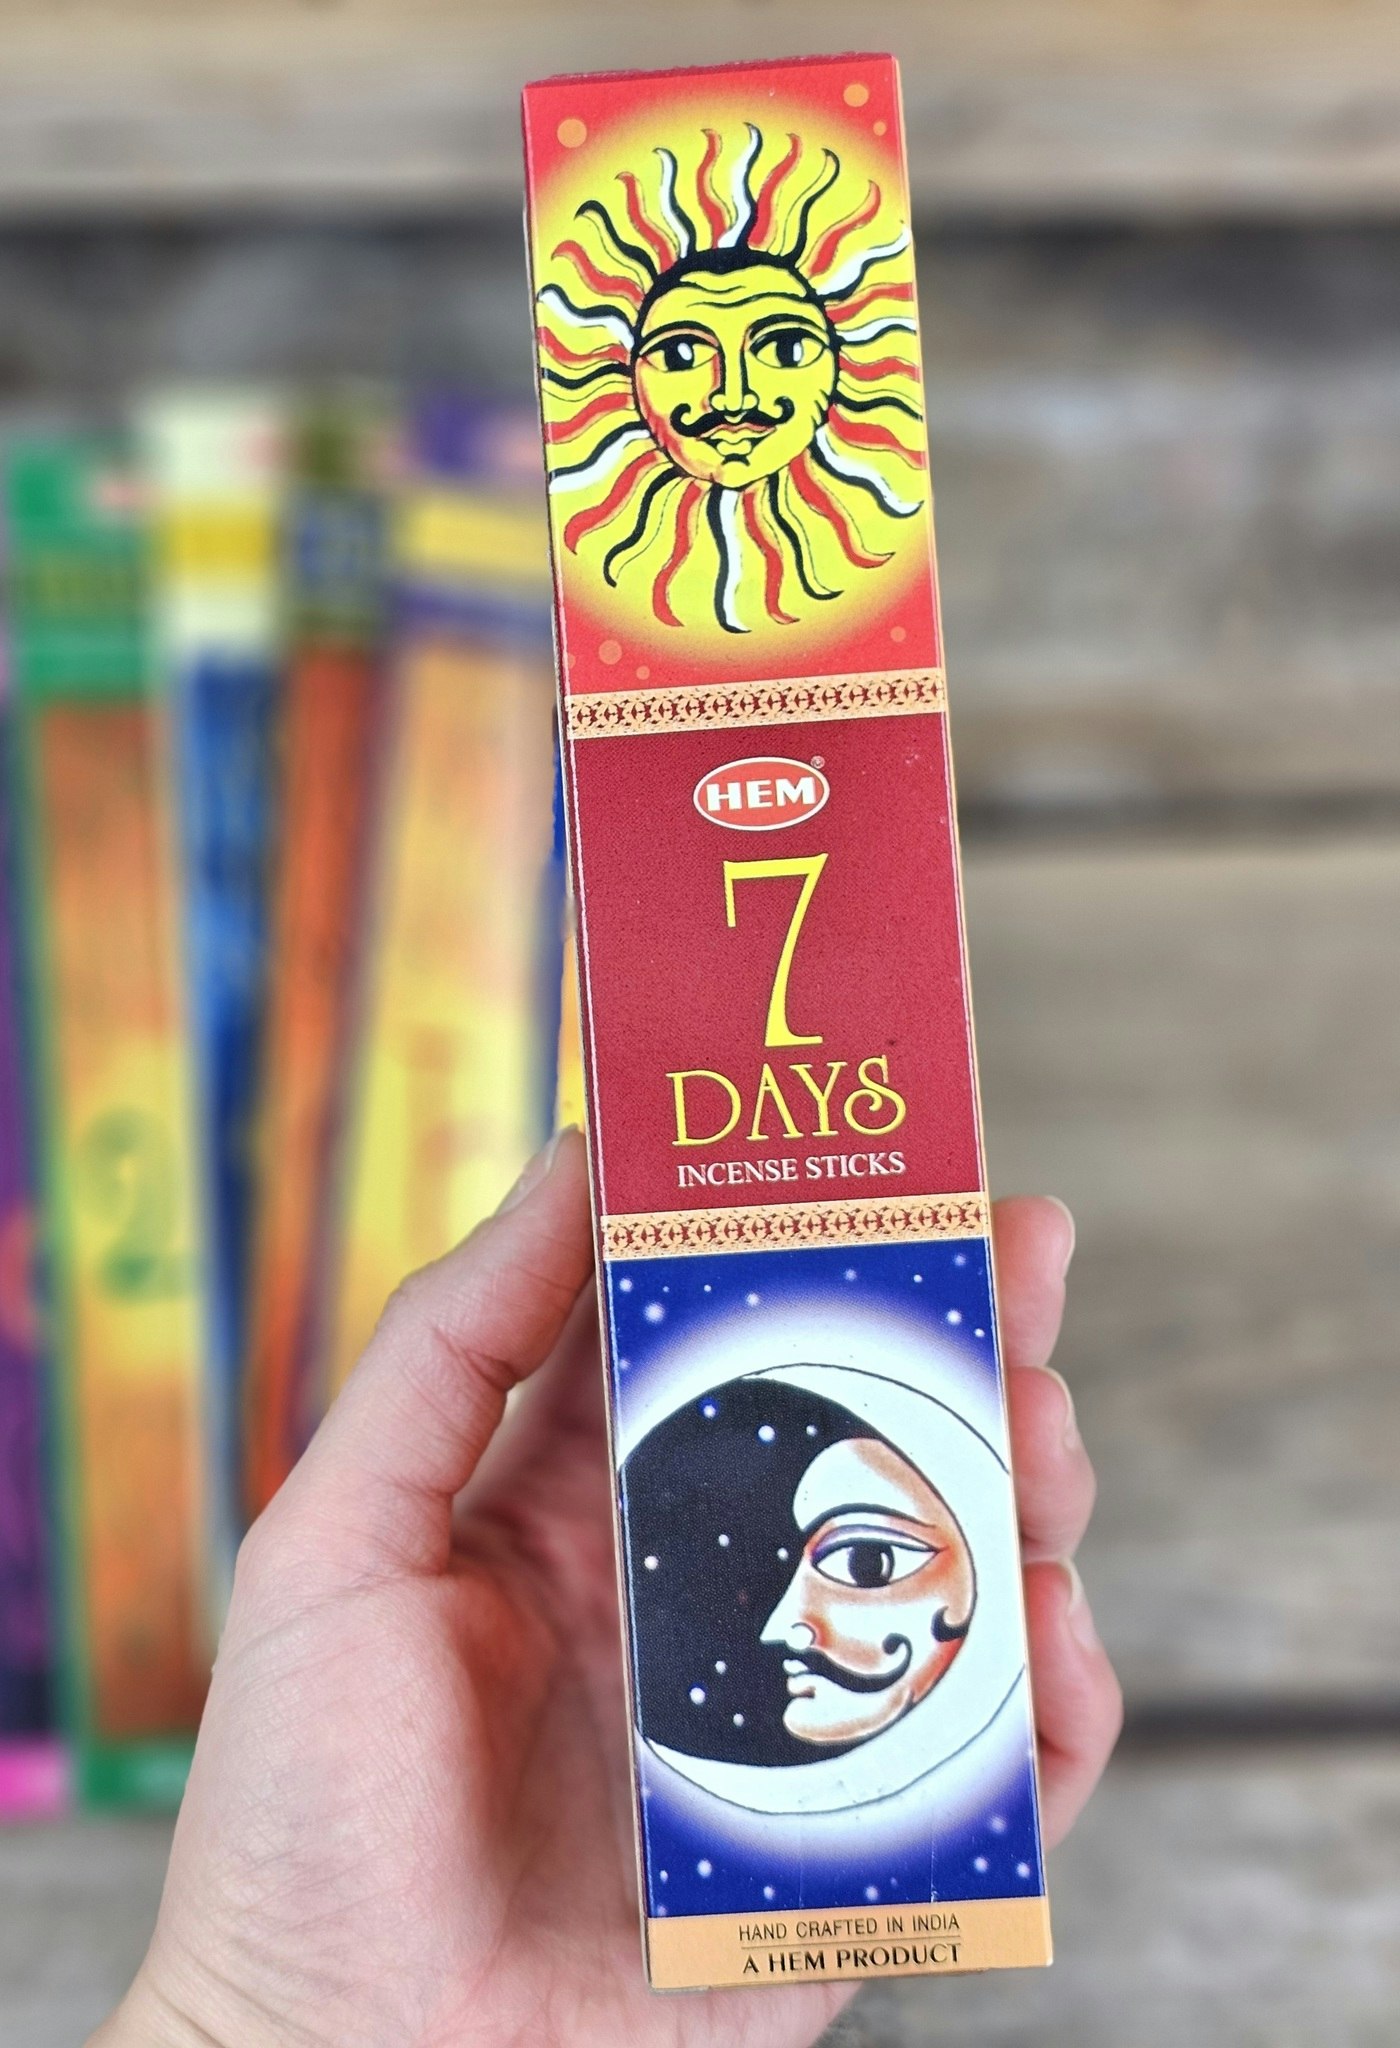 HEM®
7
DAYS
INCENSE STICKS
HAND CRAFTED IN INDIA
A HEM PRODUCT